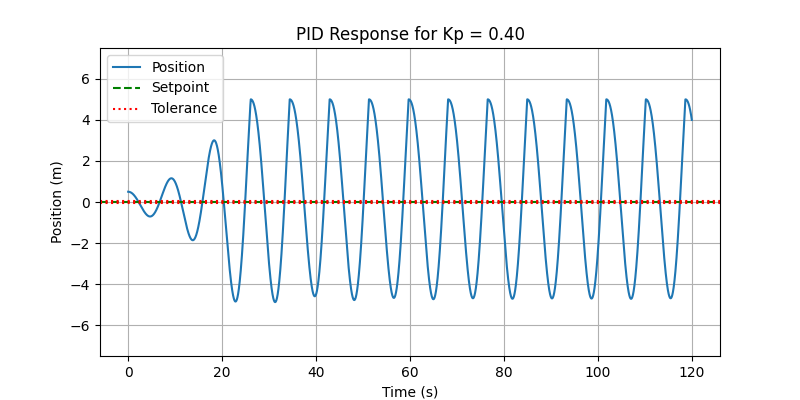 PID Response for Kp = 0.40
Position
Setpoint
Tolerance
Position (m)
6
4
2
0
−2
−4
−6
0 20 40 60 80 100 120
Time (s)